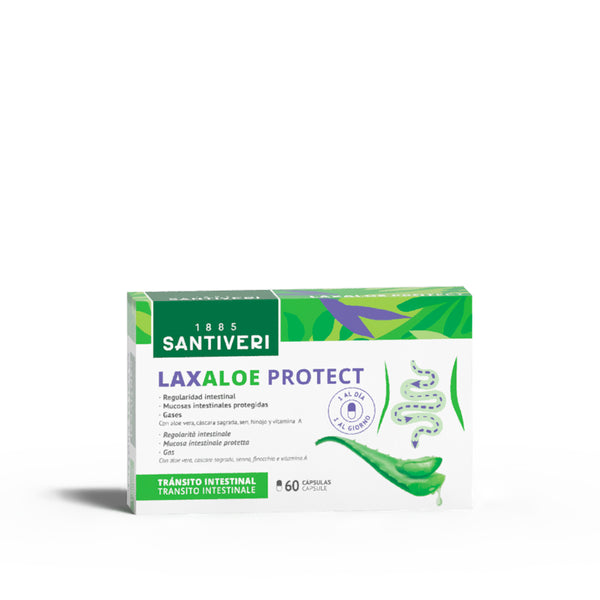 LAXALOE PROTECT
1885
SANTIVERI
LAXALOE PROTECT
· Regularidad intestinal
· Mucosas intestinales protegidas
· Gases
Con aloe vera, cáscara sagrada, sen, hinojo y vitamina A
· Regolarità intestinale
· Mucosa intestinale protetta
· Gas
Con aloe vera, cascara sagrada, senna, finocchio e vitamina A
1 AL DÍA
1 AL GIORNO
TRÁNSITO INTESTINAL
TRANSITO INTESTINALE
60 CÁPSULAS
CAPSULE